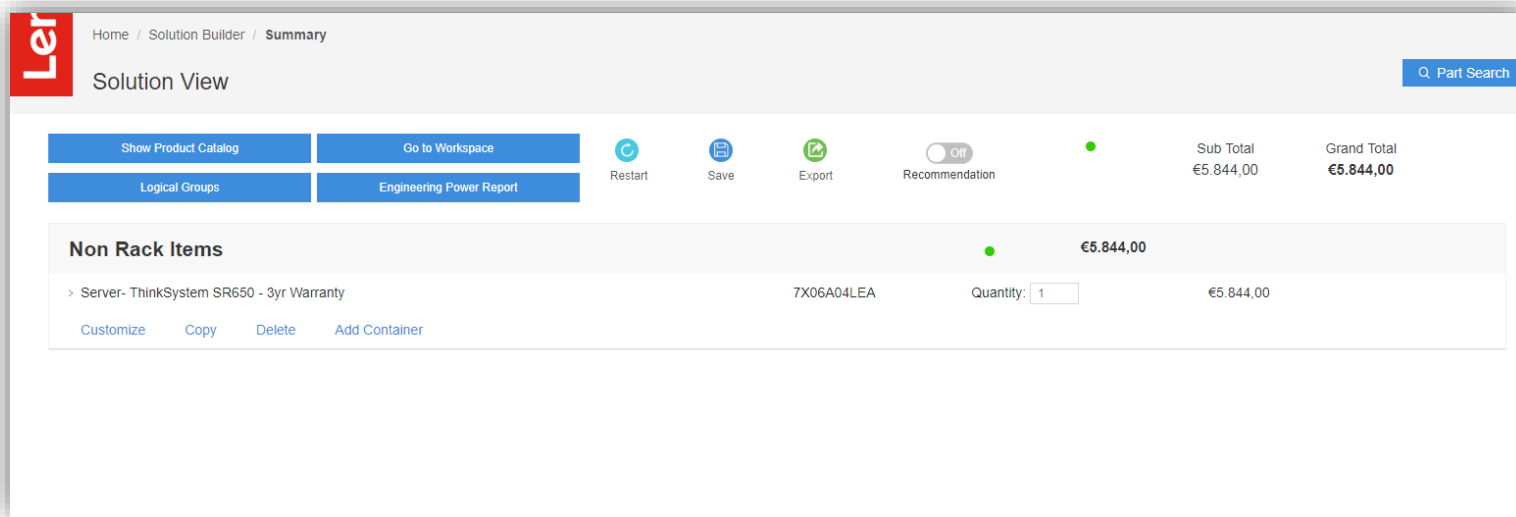 Len
Home / Solution Builder / Summary
Solution View
Part Search
Show Product Catalog
Go to Workspace
Logical Groups
Engineering Power Report
Restart
Save
Export
Off
Recommendation
Sub Total
€5.844,00
Grand Total
€5.844,00
Non Rack Items
€5.844,00
> Server- ThinkSystem SR650 - 3yr Warranty
7X06A04LEA
Quantity: 1
€5.844,00
Customize
Copy
Delete
Add Container